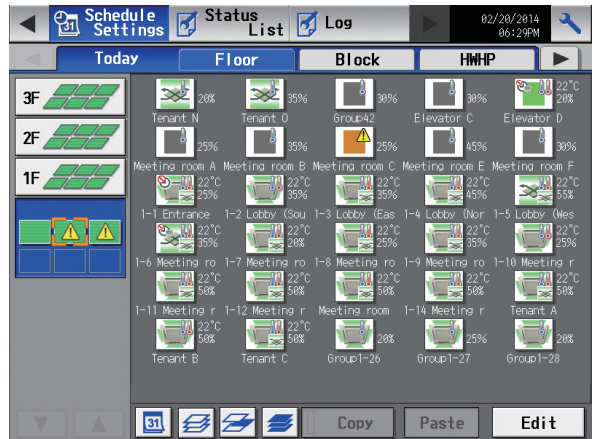 Schedule Settings
Status List
Log
02/20/2014
06:29PM
Today
Floor
Block
HWHP
3F
2F
1F
20%
35%
30%
30%
22°C
20%
Tenant N
Tenant O
Group42
Elevator C
Elevator D
25%
35%
25%
45%
30%
Meeting room A
Meeting room B
Meeting room C
Meeting room E
Meeting room F
22°C 25%
22°C 35%
22°C 35%
22°C 45%
22°C 55%
1-1 Entrance
1-2 Lobby (Sou
1-3 Lobby (Eas
1-4 Lobby (Nor
1-5 Lobby (Wes
22°C 35%
22°C 20%
22°C 25%
22°C 35%
22°C 25%
1-6 Meeting ro
1-7 Meeting ro
1-8 Meeting ro
1-9 Meeting ro
1-10 Meeting r
22°C 50%
22°C 50%
22°C 50%
22°C 50%
22°C 50%
1-11 Meeting r
1-12 Meeting r
Meeting room
1-14 Meeting r
Tenant A
22°C 50%
22°C 50%
20%
25%
20%
Tenant B
Tenant C
Group1-26
Group1-27
Group1-28
31
Copy
Paste
Edit